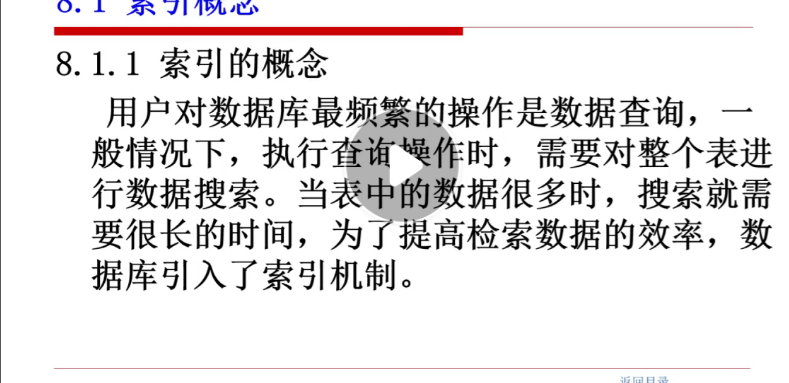 8.1 索引概念
8.1.1 索引的概念
用户对数据库最频繁的操作是数据查询，一
般情况下，执行查询操作时，需要对整个表进
行数据搜索。当表中的数据很多时，搜索就需
要很长的时间，为了提高检索数据的效率，数
据库引入了索引机制。
返回目录